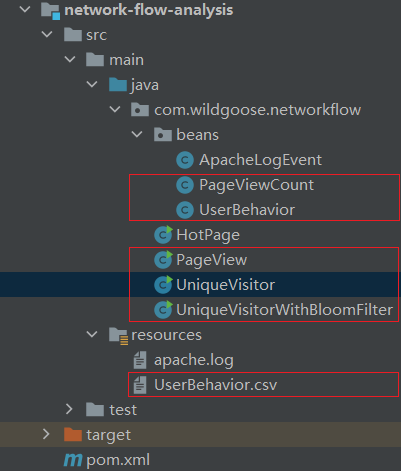 network-flow-analysis
src
main
java
com.wildgoose.networkflow
beans
ApacheLogEvent
PageViewCount
UserBehavior
HotPage
PageView
UniqueVisitor
UniqueVisitorWithBloomFilter
resources
apache.log
UserBehavior.csv
test
target
pom.xml